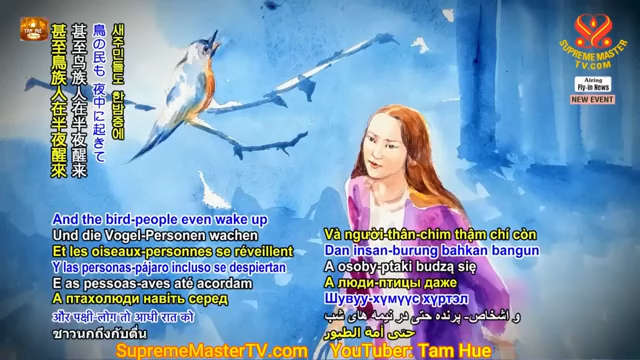 SUPREME MASTER
TV.COM
Airing
Fly-in News
NEW EVENT
새주민들도 한밤중에
鳥の民も 夜中に起きて
甚至鸟族人在半夜醒来
甚至鳥族人在半夜醒來
And the bird-people even wake up
Und die Vogel-Personen wachen
Et les oiseaux-personnes se réveillent
Y las personas-pájaro incluso se despiertan
E as pessoas-aves até acordam
А птахолюди навіть серед
और पक्षी-लोग तो आधी रात को
ชาวนกถึงกับตื่น
Và người-thân-chim thậm chí còn
Dan insan-burung bahkan bangun
A osoby-ptaki budzą się
А люди-птицы даже
Шувуу-хүмүүс хүртэл
و اشخاص- پرنده حتی در نیمه های شب
حتى أمة الطيور
SupremeMasterTV.com YouTuber: Tam Hue